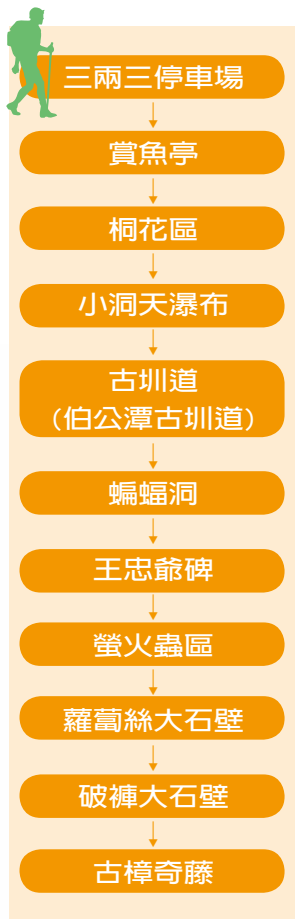 三兩三停車場
賞魚亭
桐花區
小洞天瀑布
古圳道
（伯公潭古圳道）
蝙蝠洞
王忠爺碑
螢火蟲區
蘿蔔絲大石壁
破褲大石壁
古樟奇藤